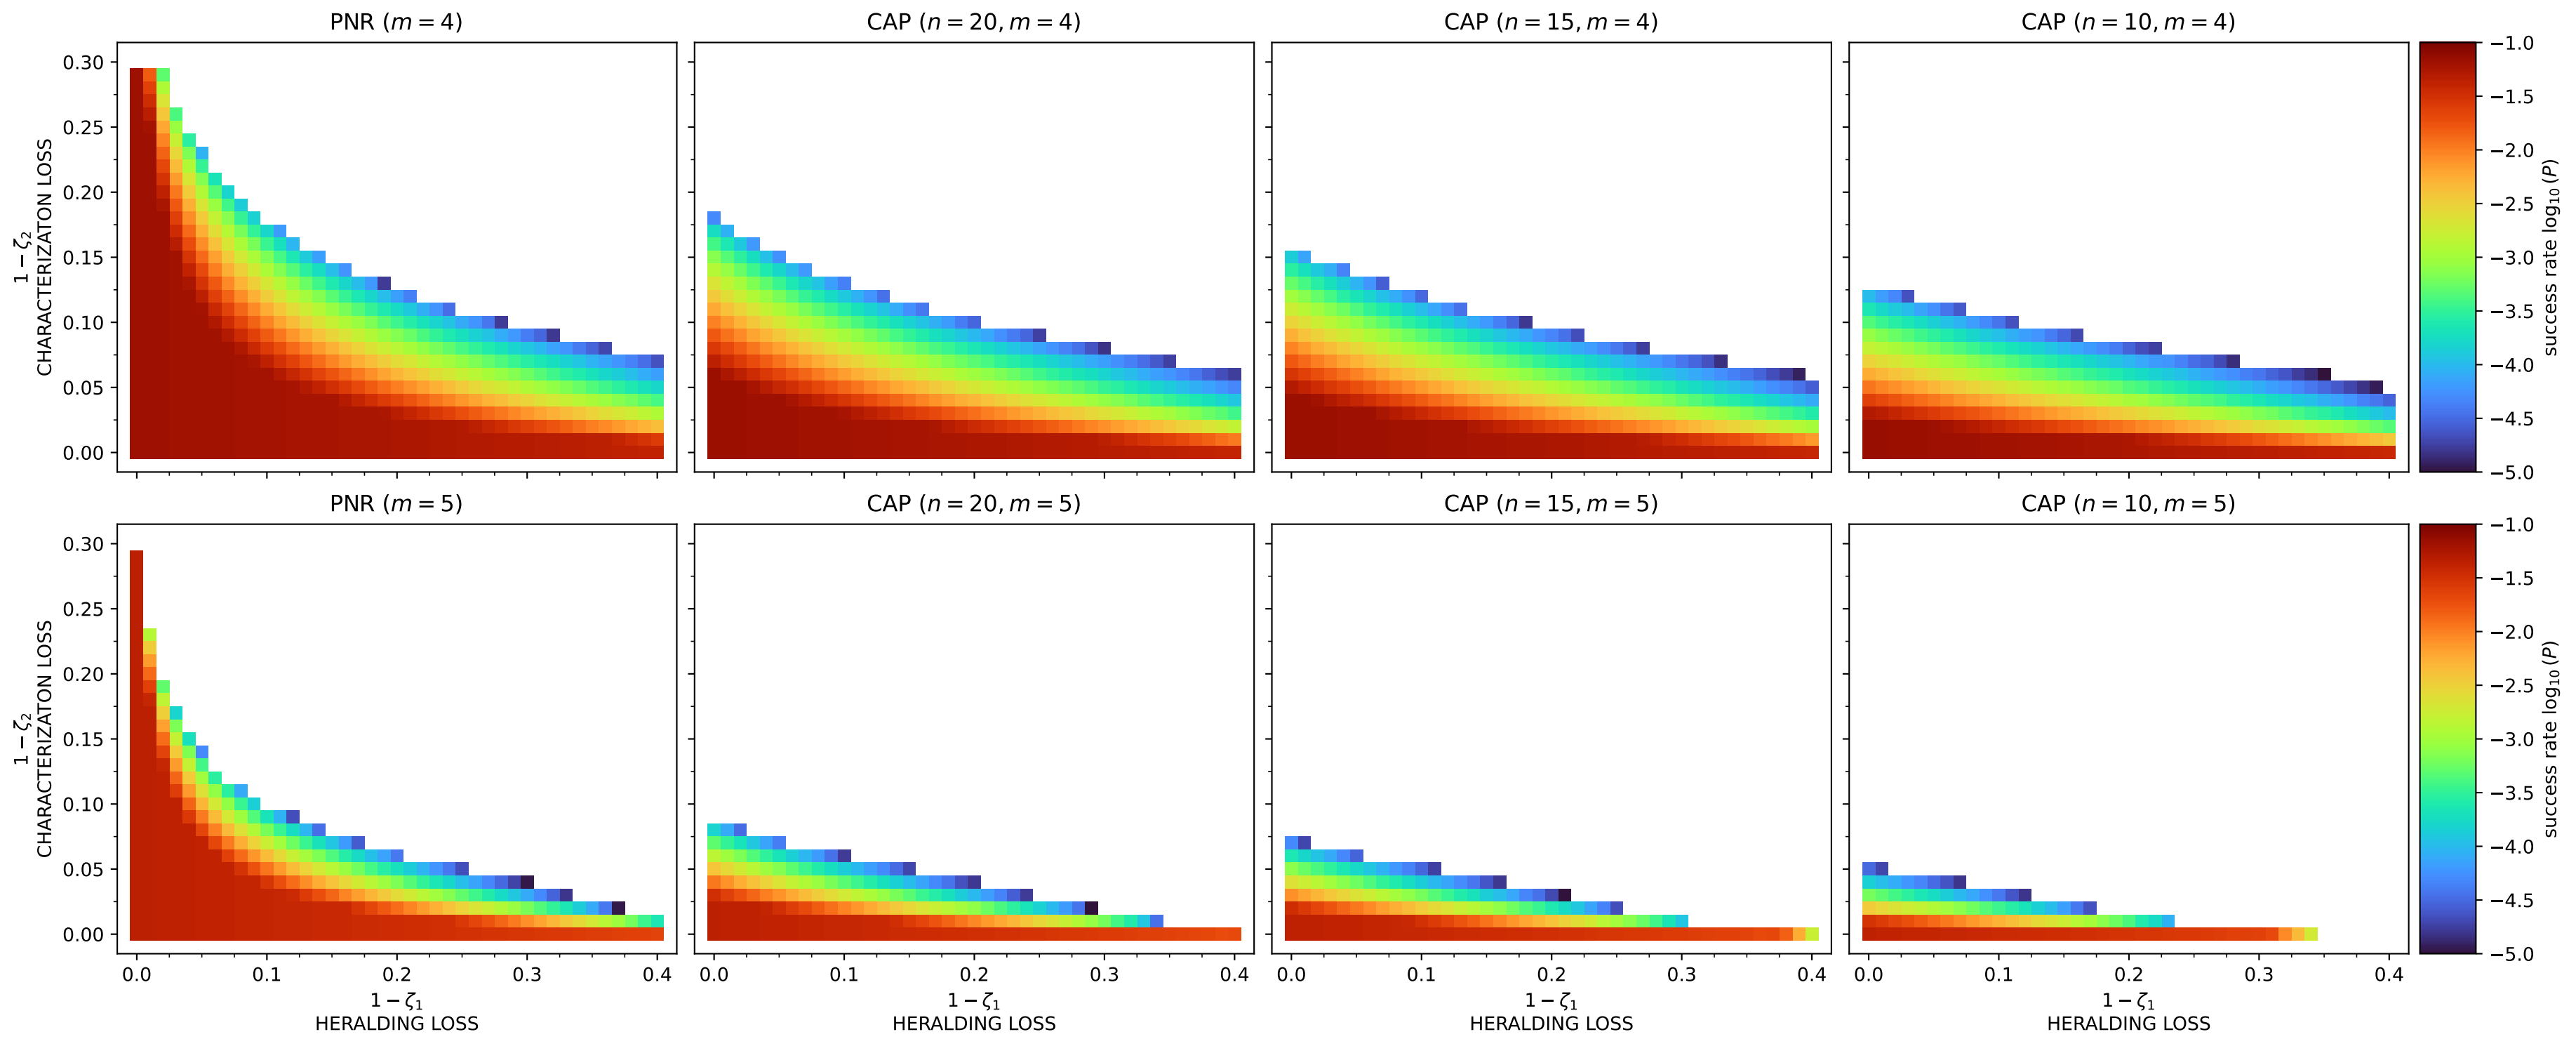 PNR (m = 4)
CAP (n = 20, m = 4)
CAP (n = 15, m = 4)
CAP (n = 10, m = 4)
1 − ζ₂
CHARACTERIZATON LOSS
0.30
0.25
0.20
0.15
0.10
0.05
0.00
−1.0
−1.5
−2.0
−2.5
−3.0
−3.5
−4.0
−4.5
−5.0
success rate log₁₀(P)
PNR (m = 5)
CAP (n = 20, m = 5)
CAP (n = 15, m = 5)
CAP (n = 10, m = 5)
1 − ζ₂
CHARACTERIZATON LOSS
0.30
0.25
0.20
0.15
0.10
0.05
0.00
−1.0
−1.5
−2.0
−2.5
−3.0
−3.5
−4.0
−4.5
−5.0
success rate log₁₀(P)
0.0 0.1 0.2 0.3 0.4
1 − ζ₁
HERALDING LOSS
0.0 0.1 0.2 0.3 0.4
1 − ζ₁
HERALDING LOSS
0.0 0.1 0.2 0.3 0.4
1 − ζ₁
HERALDING LOSS
0.0 0.1 0.2 0.3 0.4
1 − ζ₁
HERALDING LOSS